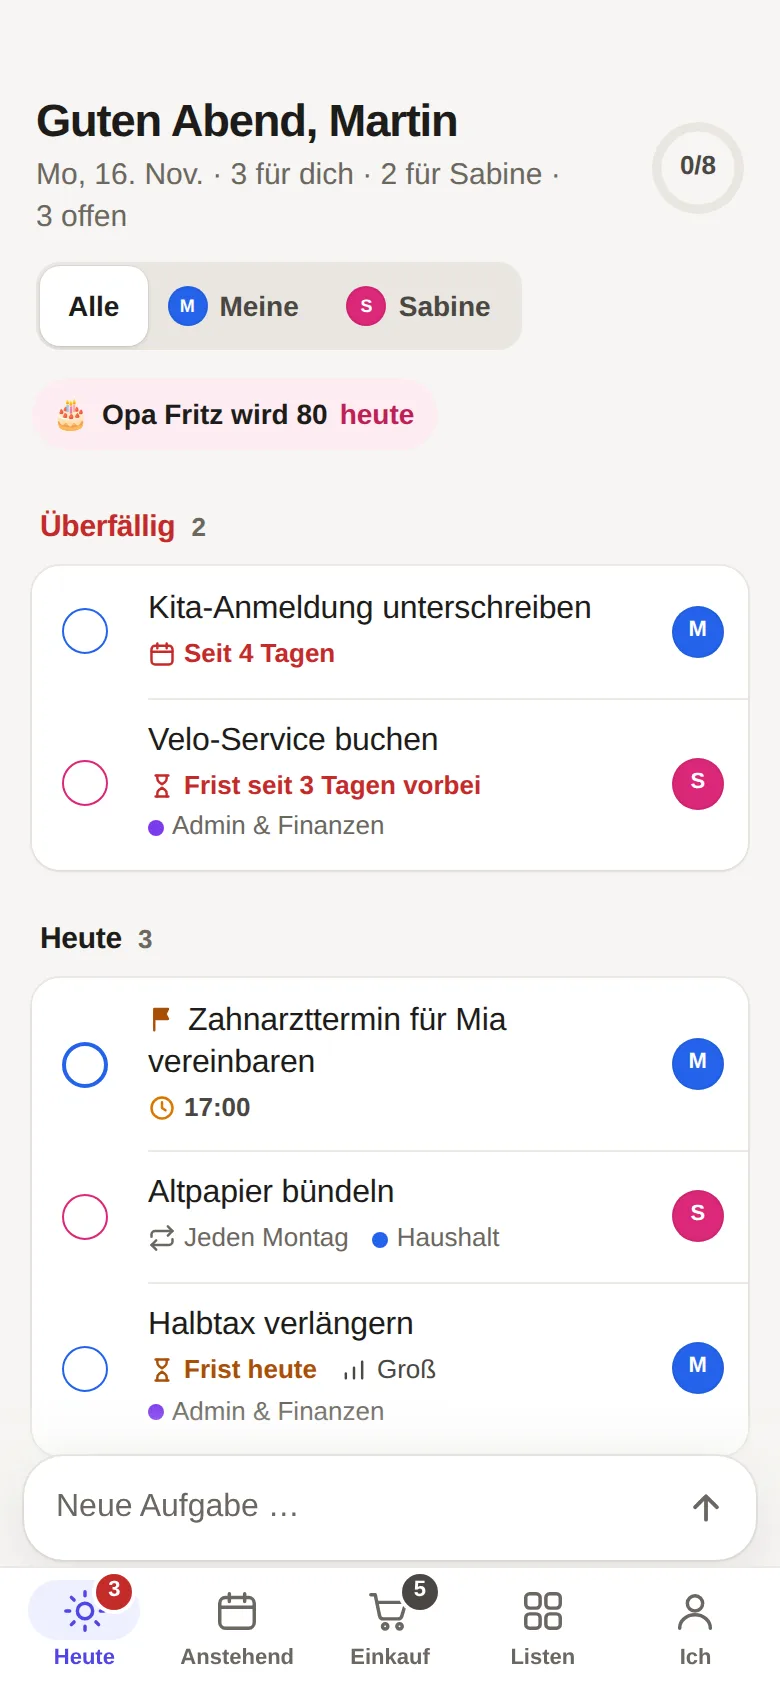 Guten Abend, Martin
Mo, 16. Nov. · 3 für dich · 2 für Sabine ·
3 offen
0/8
Alle
M Meine
S Sabine
Opa Fritz wird 80 heute
Überfällig 2
Kita-Anmeldung unterschreiben
Seit 4 Tagen
M
Velo-Service buchen
Frist seit 3 Tagen vorbei
Admin & Finanzen
S
Heute 3
Zahnarzttermin für Mia
vereinbaren
17:00
M
Altpapier bündeln
Jeden Montag Haushalt
S
Halbtax verlängern
Frist heute Groß
Admin & Finanzen
M
Neue Aufgabe …
3
5
Heute Anstehend Einkauf Listen Ich